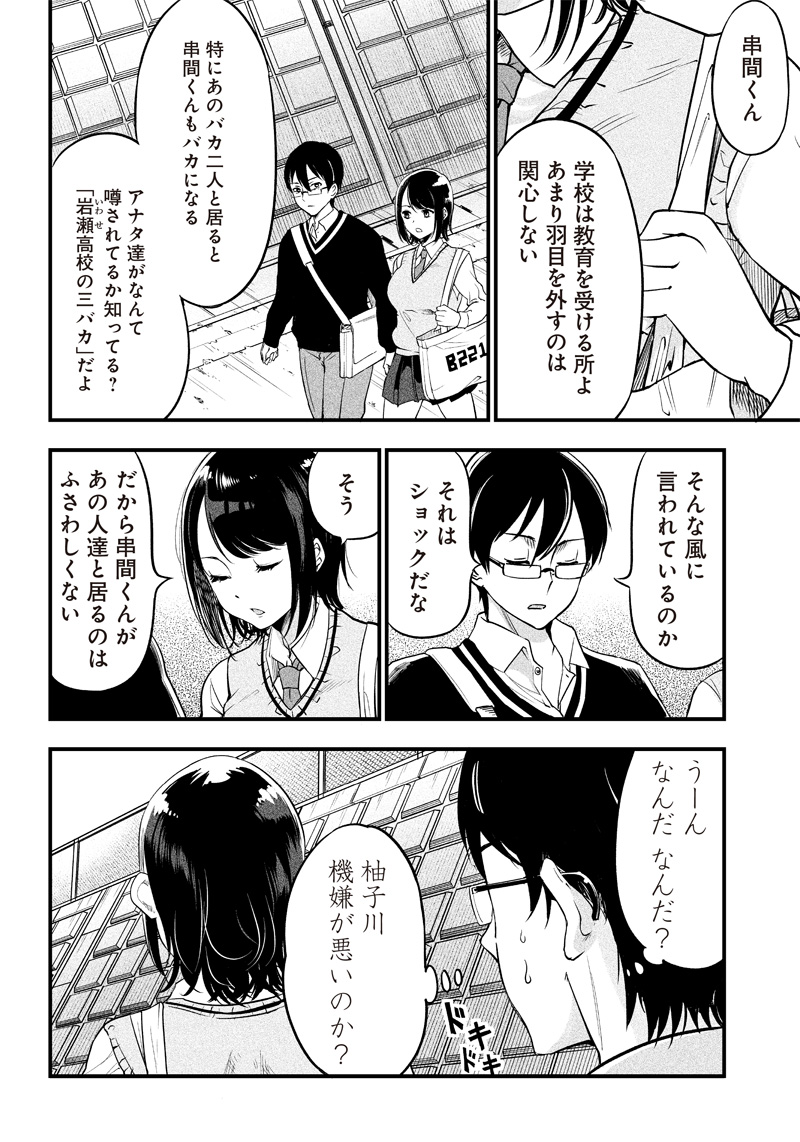 串間くん
学校は教育を受ける所よ
あまり羽目を外すのは
関心しない
特にあのバカ二人と居ると
串間くんもバカになる
アナタ達がなんて
噂されてるか知ってる?
「岩瀬高校の三バカ」だよ
いわせ
B221
そんな風に
言われているのか
それは
ショックだな
そう
だから串間くんが
あの人達と居るのは
ふさわしくない
うーん
なんだ なんだ?
柚子川
機嫌が悪いのか?
ドキ
ドキ